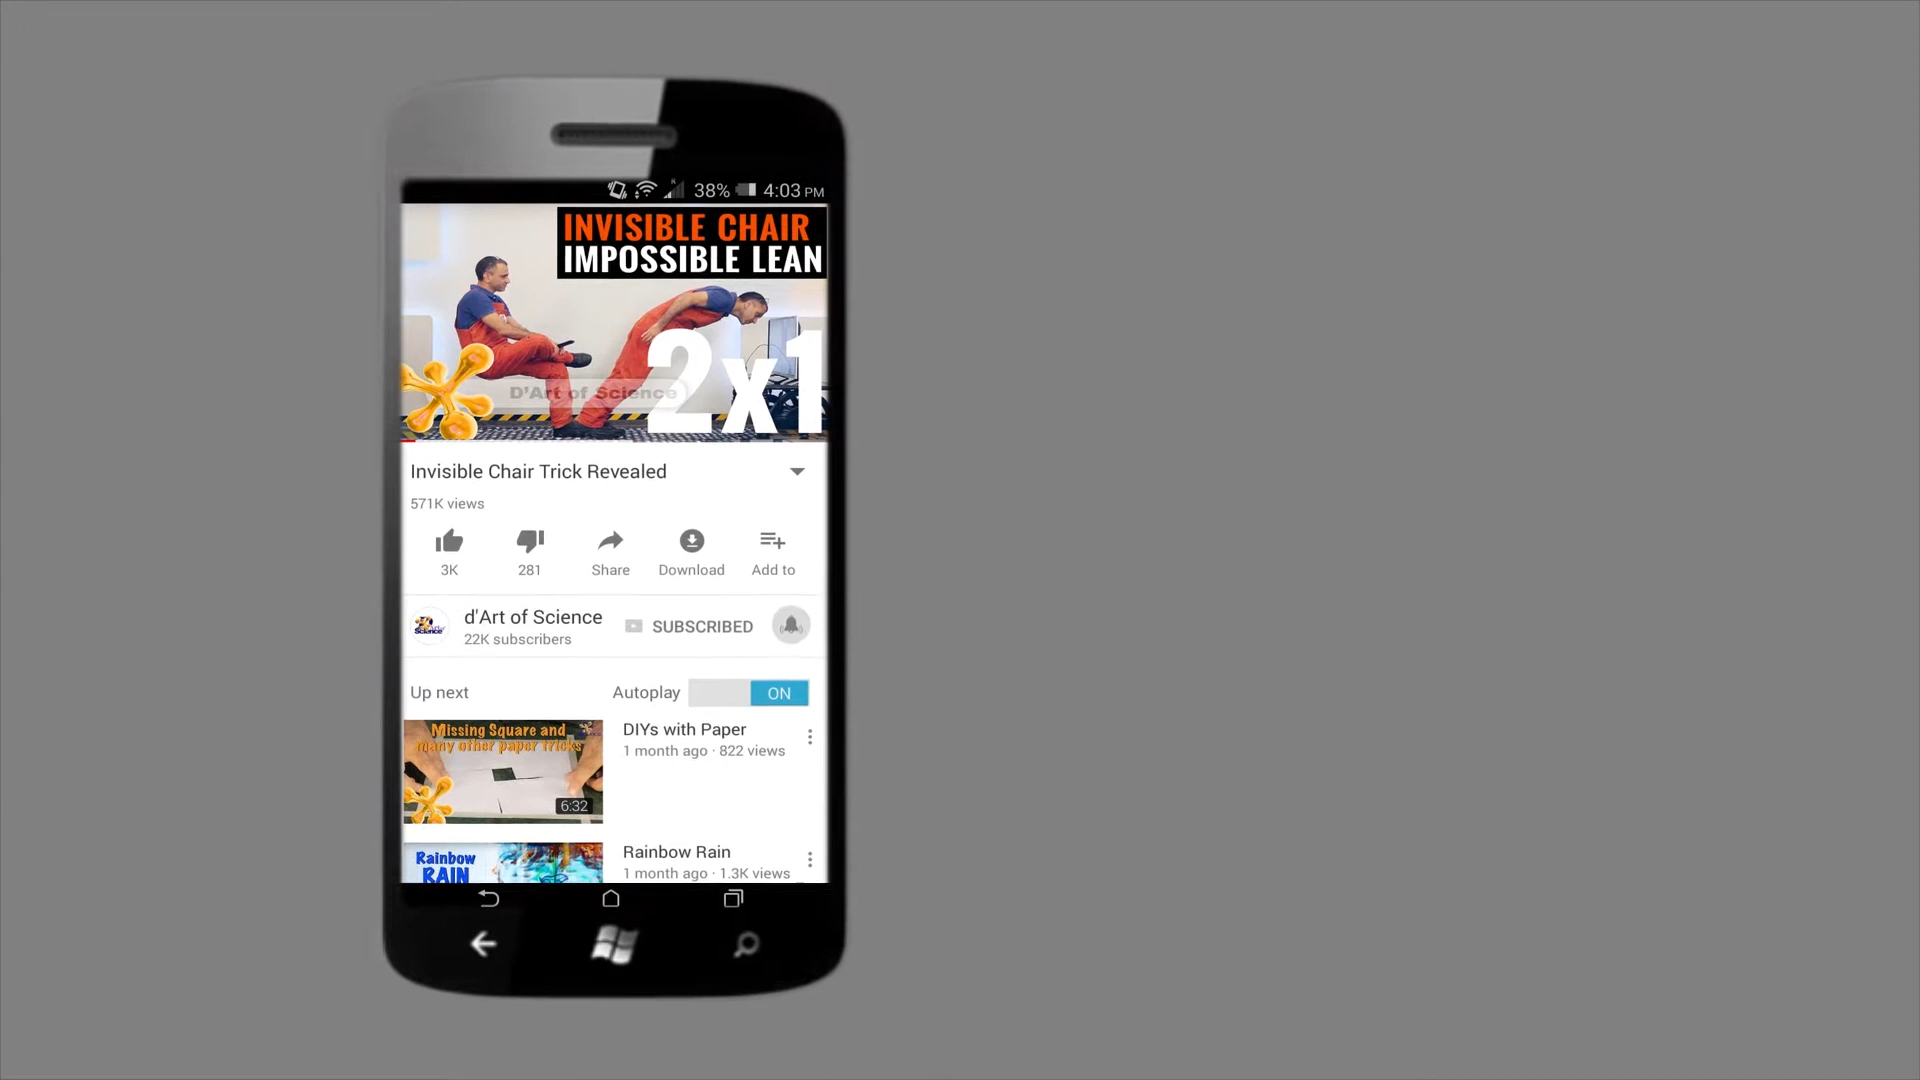 38% 4:03 PM
INVISIBLE CHAIR
IMPOSSIBLE LEAN
2x1
D'Art of Science
Invisible Chair Trick Revealed
571K views
3K 281 Share Download Add to
d'Art of Science
22K subscribers
SUBSCRIBED
Up next Autoplay ON
Missing Square and
many other paper tricks
6:32
DIYs with Paper
1 month ago · 822 views
Rainbow
RAIN
Rainbow Rain
1 month ago · 1.3K views